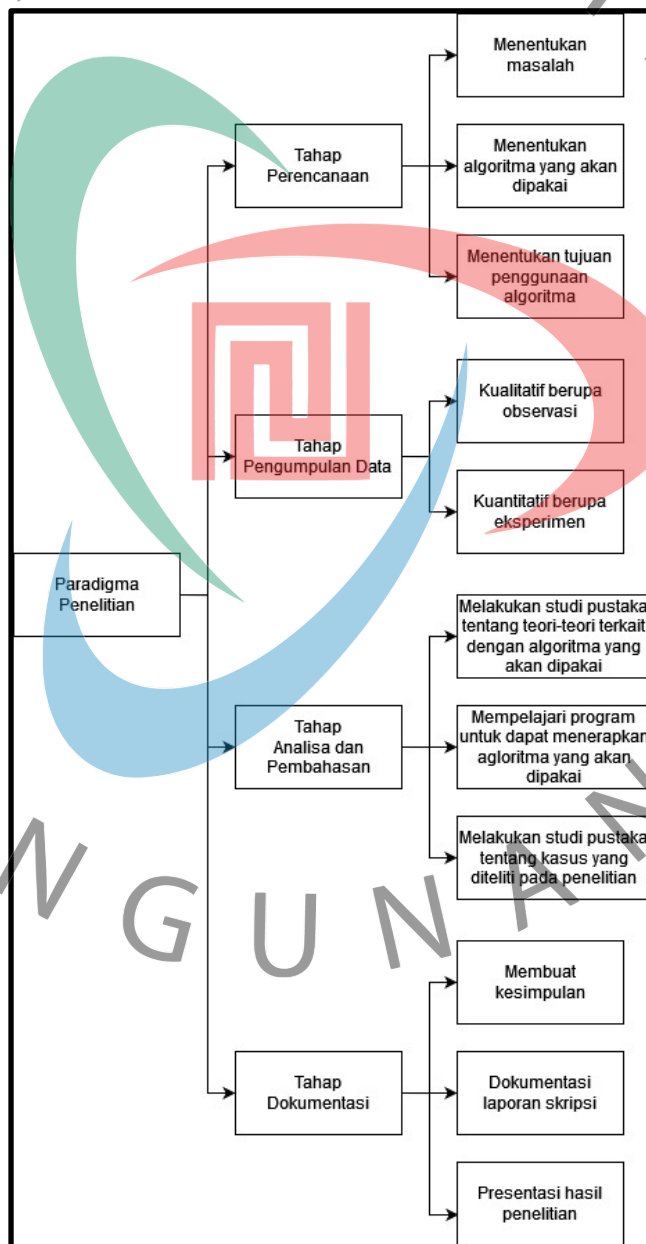 Paradigma
Penelitian
Tahap
Perencanaan
Menentukan
masalah
Menentukan
algoritma yang akan
dipakai
Menentukan tujuan
penggunaan
algoritma
Tahap
Pengumpulan Data
Kualitatif berupa
observasi
Kuantitatif berupa
eksperimen
Tahap
Analisa dan
Pembahasan
Melakukan studi pustaka
tentang teori-teori terkait
dengan algoritma yang
akan dipakai
Mempelajari program
untuk dapat menerapkan
agloritma yang akan
dipakai
Melakukan studi pustaka
tentang kasus yang
diteliti pada penelitian
Tahap
Dokumentasi
Membuat
kesimpulan
Dokumentasi
laporan skripsi
Presentasi hasil
penelitian
NGUNAN